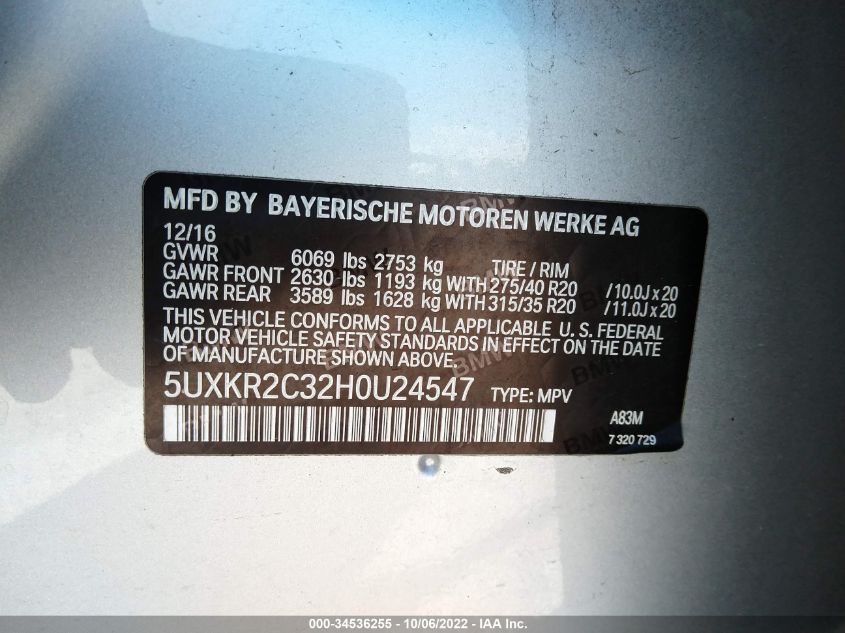 MFD BY BAYERISCHE MOTOREN WERKE AG
12/16
GVWR 6069 lbs 2753 kg TIRE / RIM
GAWR FRONT 2630 lbs 1193 kg WITH 275/40 R20 /10.0J x 20
GAWR REAR 3589 lbs 1628 kg WITH 315/35 R20 /11.0J x 20
THIS VEHICLE CONFORMS TO ALL APPLICABLE U. S. FEDERAL
MOTOR VEHICLE SAFETY STANDARDS IN EFFECT ON THE DATE
OF MANUFACTURE SHOWN ABOVE.
5UXKR2C32H0U24547 TYPE: MPV
A83M
7 320 729
000-34536255 - 10/06/2022 - IAA Inc.